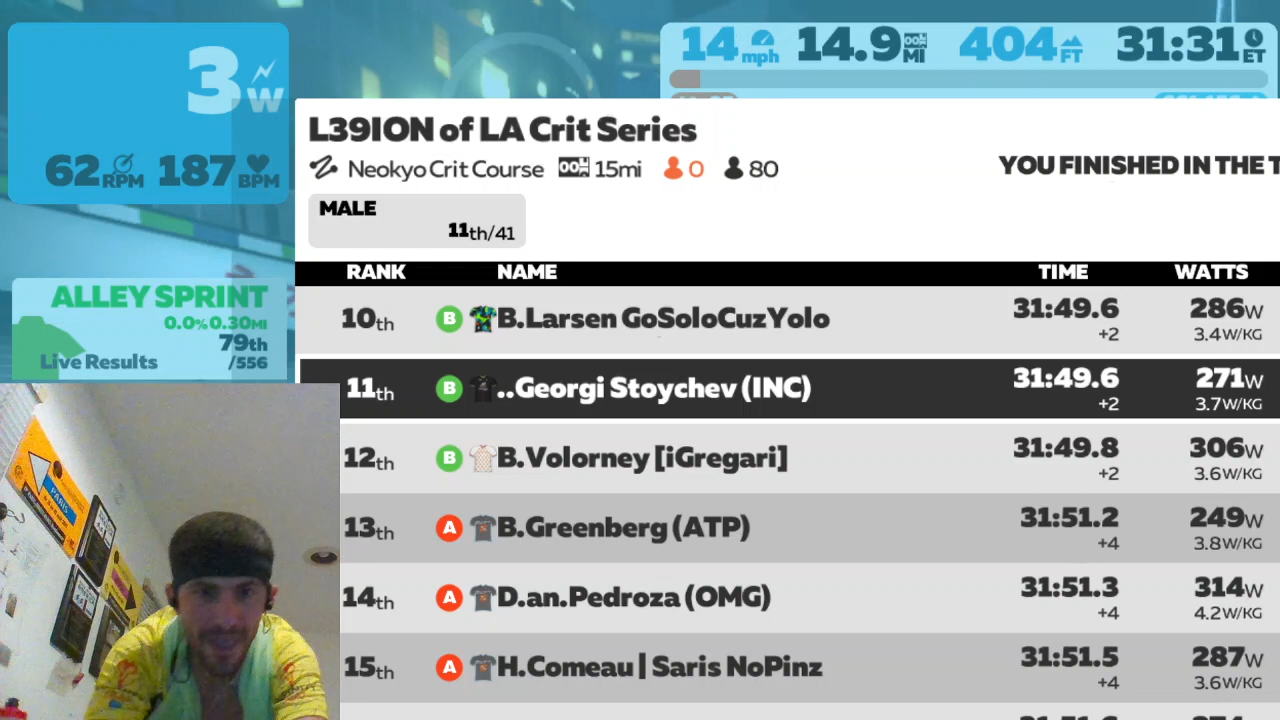 3w
62 RPM 187 BPM
14 mph 14.9 MI 404 FT 31:31 ET
L39ION of LA Crit Series
Neokyo Crit Course 15mi 0 80
YOU FINISHED IN THE T
MALE
11th/41
ALLEY SPRINT
0.0% 0.30MI
79th
Live Results /556
RANK NAME TIME WATTS
10th B B.Larsen GoSoloCuzYolo 31:49.6 286w
+2 3.4W/KG
11th B ..Georgi Stoychev (INC) 31:49.6 271w
+2 3.7W/KG
12th B B.Volorney [iGregari] 31:49.8 306w
+2 3.6W/KG
13th A B.Greenberg (ATP) 31:51.2 249w
+4 3.8W/KG
14th A D.an.Pedroza (OMG) 31:51.3 314w
+4 4.2W/KG
15th A H.Comeau | Saris NoPinz 31:51.5 287w
+4 3.6W/KG
PARIS